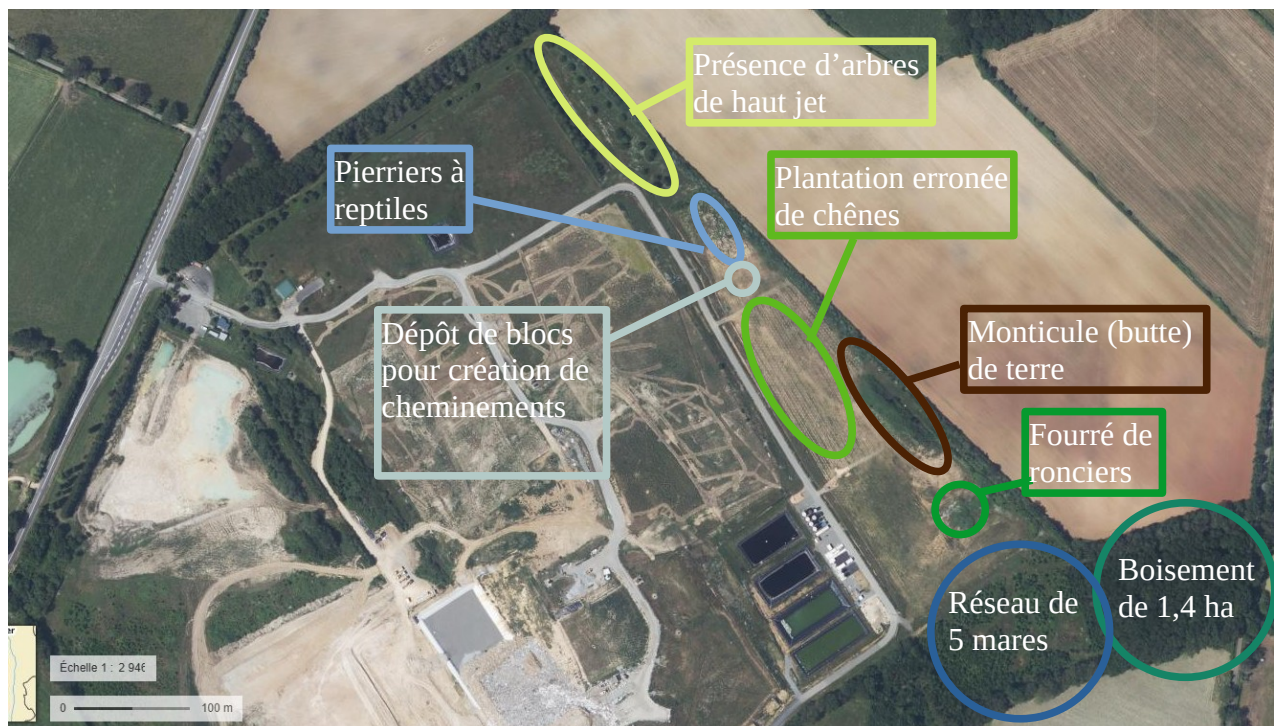 Présence d’arbres
de haut jet
Pierriers à
reptiles
Plantation erronée
de chênes
Dépôt de blocs
pour création de
cheminements
Monticule (butte)
de terre
Fourré de
ronciers
Boisement
de 1,4 ha
Réseau de
5 mares
er
Échelle 1 : 2 946
0 100 m